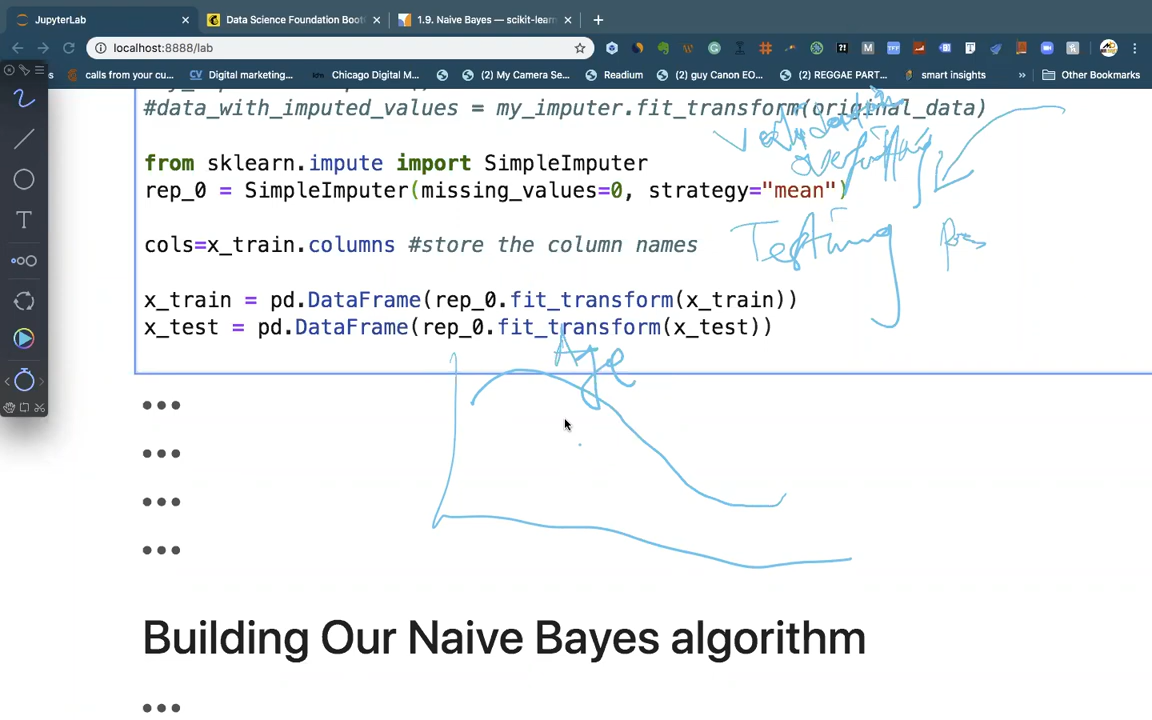 JupyterLab
Data Science Foundation Boot
1.9. Naive Bayes — scikit-learn
localhost:8888/lab
calls from your cu...
CV Digital marketing...
Chicago Digital M...
(2) My Camera Se...
Readium
(2) (guy Canon EO...
(2) REGGAE PART...
smart insights
»
Other Bookmarks
#data_with_imputed_values = my_imputer.fit_transform(original_data)
from sklearn.impute import SimpleImputer
rep_0 = SimpleImputer(missing_values=0, strategy="mean")
overfitting
cols=x_train.columns #store the column names
Testing
x_train = pd.DataFrame(rep_0.fit_transform(x_train))
x_test = pd.DataFrame(rep_0.fit_transform(x_test))
Age
Building Our Naive Bayes algorithm